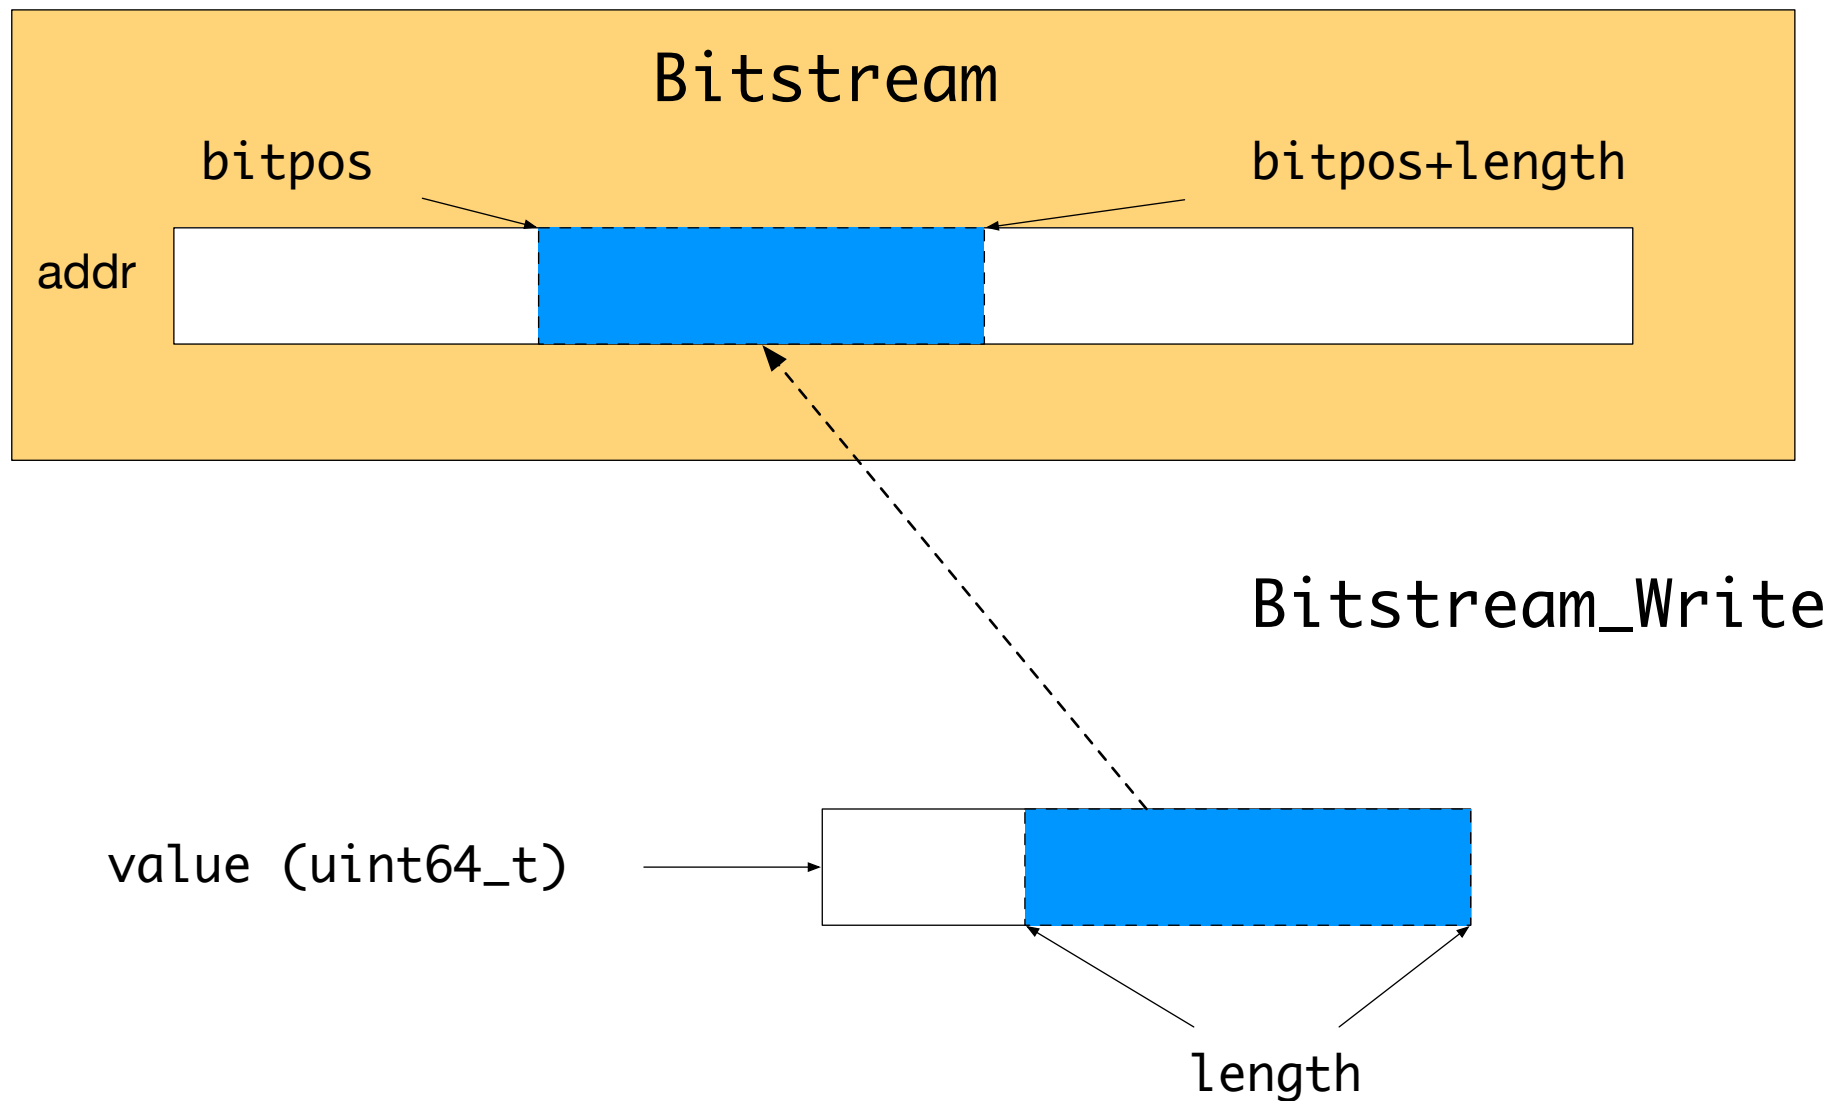 Bitstream
bitpos
bitpos+length
addr
Bitstream_Write
value (uint64_t)
length